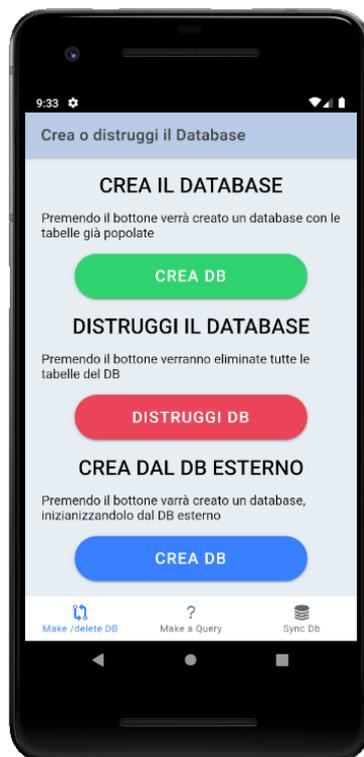 9:33
Crea o distruggi il Database
CREA IL DATABASE
Premendo il bottone verrà creato un database con le
tabelle già popolate
CREA DB
DISTRUGGI IL DATABASE
Premendo il bottone verranno eliminate tutte le
tabelle del DB
DISTRUGGI DB
CREA DAL DB ESTERNO
Premendo il bottone varrà creato un database,
inizianizzandolo dal DB esterno
CREA DB
Make /delete DB
Make a Query
Sync Db